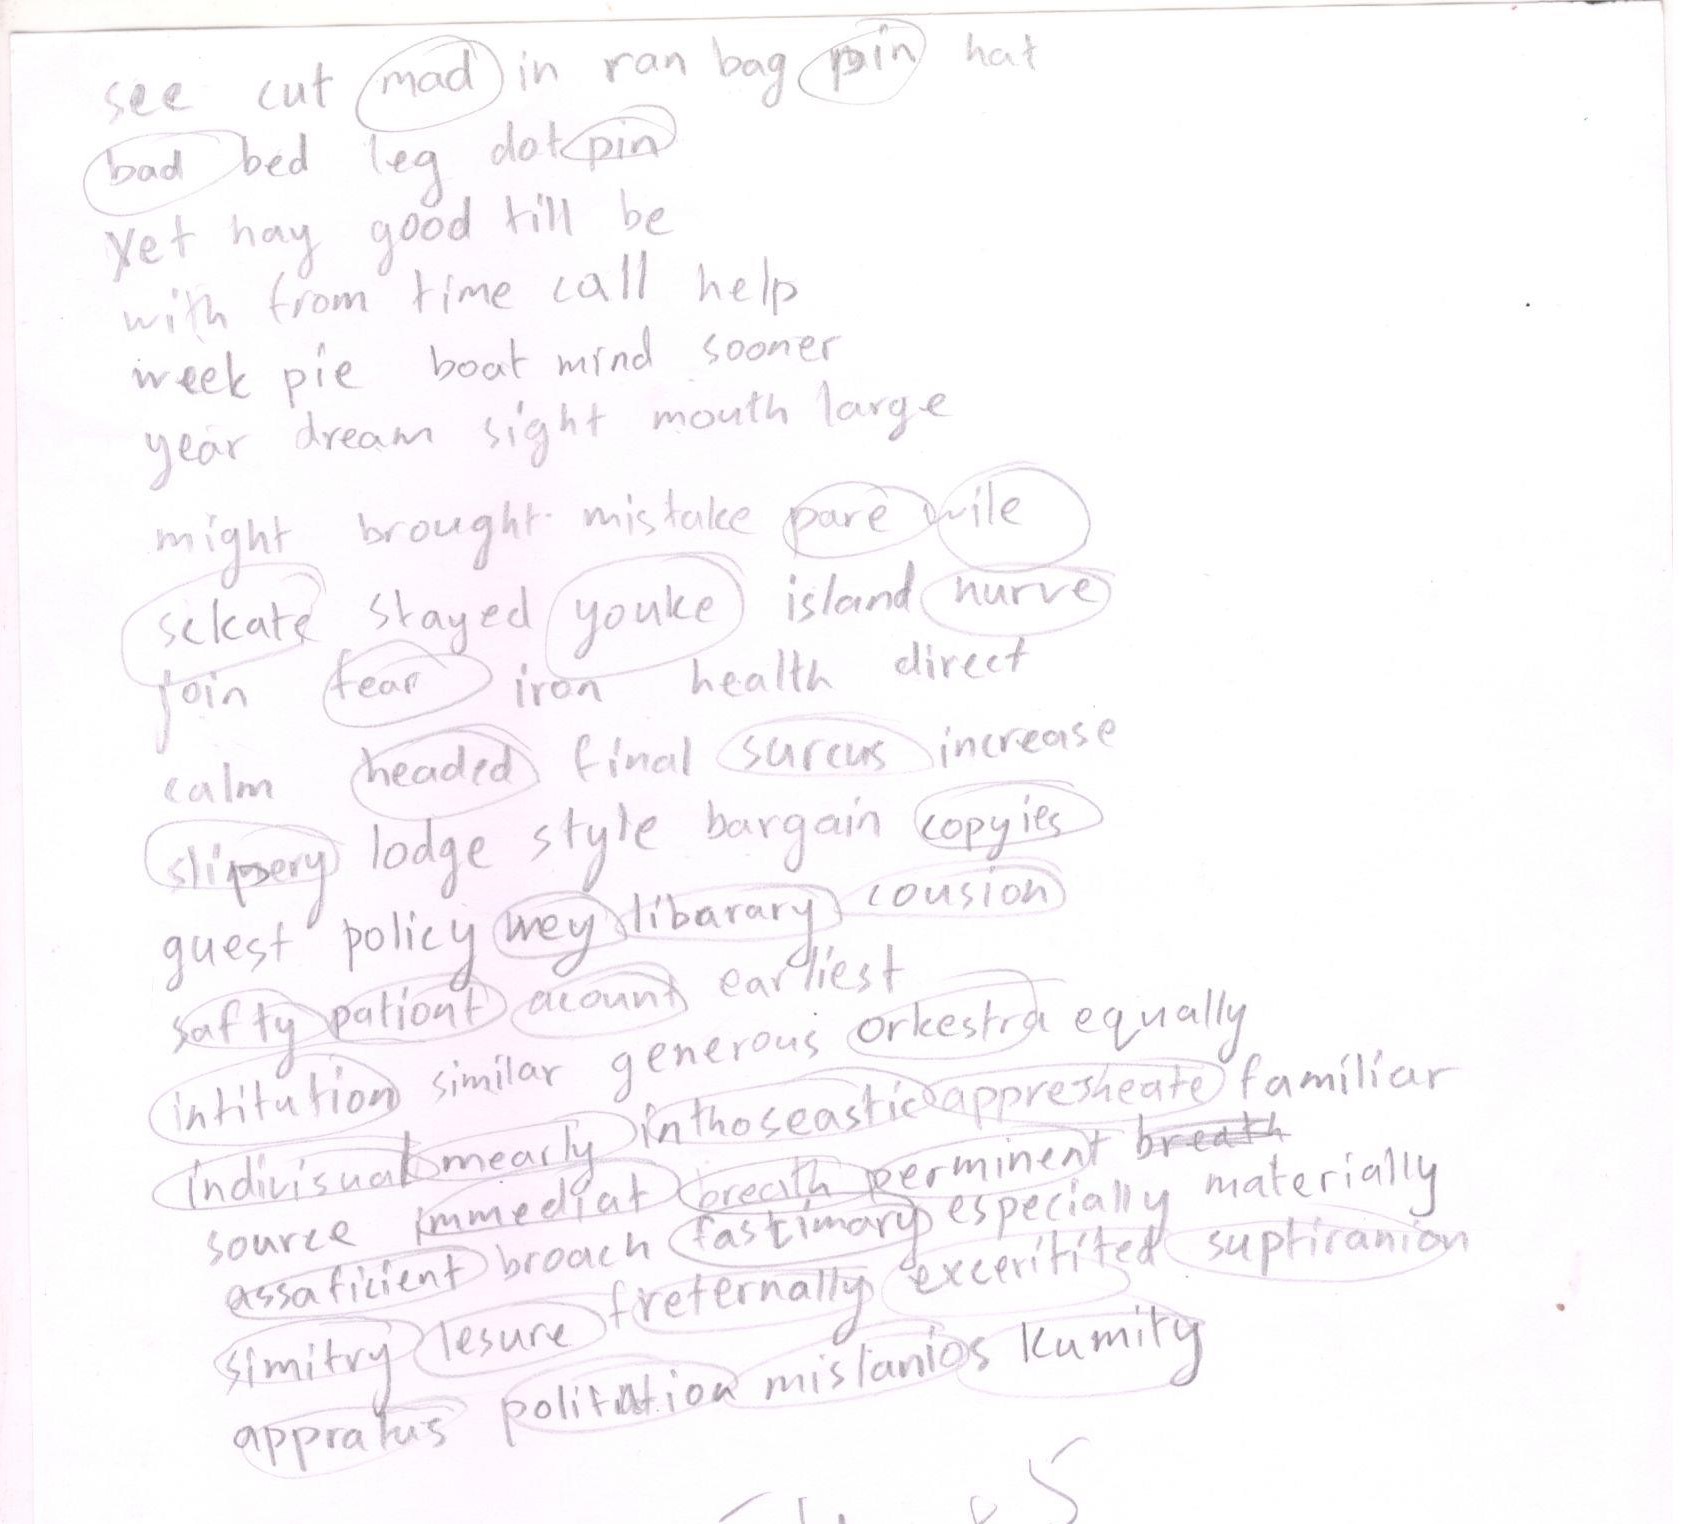 see cut mad in ran bag pin hat
bad bed leg dot pin
yet hay good till be
with from time call help
week pie boat mind sooner
year dream sight mouth large
might brought mistake pare wile
sckate stayed youke island nurve
join fear iron health direct
calm headed final surcus increase
slippery lodge style bargain copyies
guest policy wey libarary cousion
safty pationt acount earliest
intitution similar generous orkestra equally
indivisual mearly inthoseastic appresheate familiar
source immediat breath perminent breath
assaficient broach fastimary especially materially
simitry lesure freternally exceritited suptiranion
appratus politation mislanios kumity